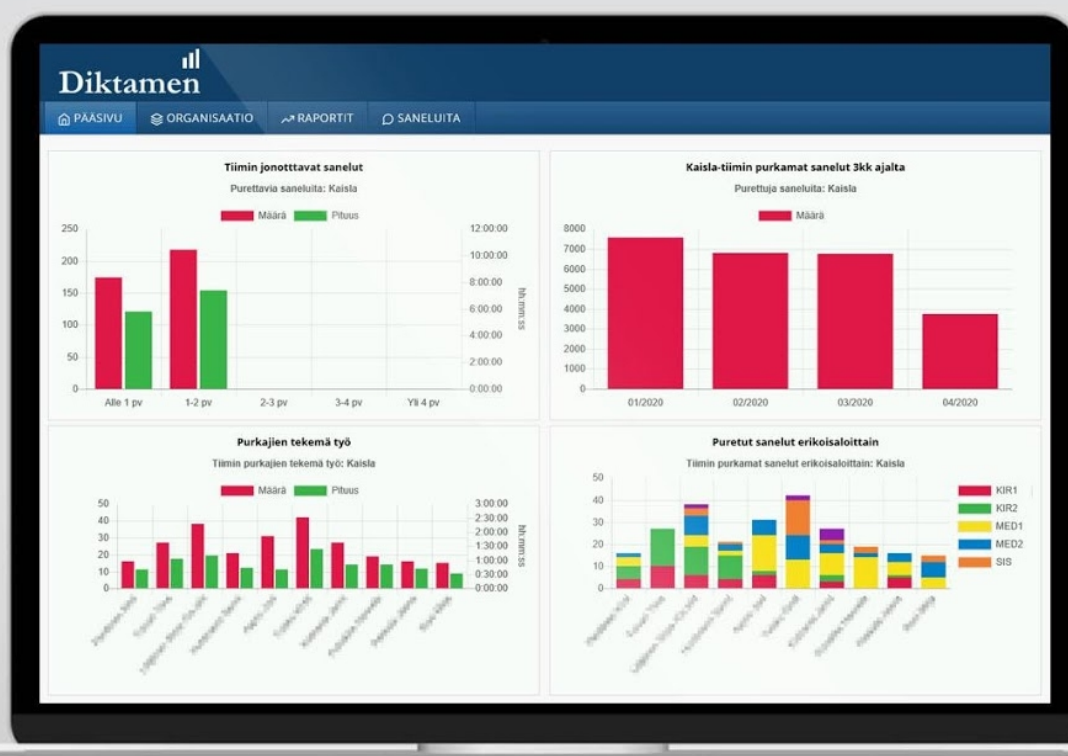 Diktamen
PÄÄSIVU ORGANISAATIO RAPORTIT SANELUITA
Tiimin jonotttavat sanelut
Purettavia saneluita: Kaisla
Määrä Pituus
250
200
150
100
50
0
12:00:00
10:00:00
8:00:00
6:00:00
4:00:00
2:00:00
0:00:00
hh:mm:ss
Alle 1 pv 1-2 pv 2-3 pv 3-4 pv Yli 4 pv
Kaisla-tiimin purkamat sanelut 3kk ajalta
Purettuja saneluita: Kaisla
Määrä
8000
7000
6000
5000
4000
3000
2000
1000
0
01/2020 02/2020 03/2020 04/2020
Purkajien tekemä työ
Tiimin purkajien tekemä työ: Kaisla
Määrä Pituus
50
40
30
20
10
0
3:00:00
2:30:00
2:00:00
1:30:00
1:00:00
0:30:00
0:00:00
hh:mm:ss
Puretut sanelut erikoisaloittain
Tiimin purkamat sanelut erikoisaloittain: Kaisla
50
40
30
20
10
0
KIR1
KIR2
MED1
MED2
SIS